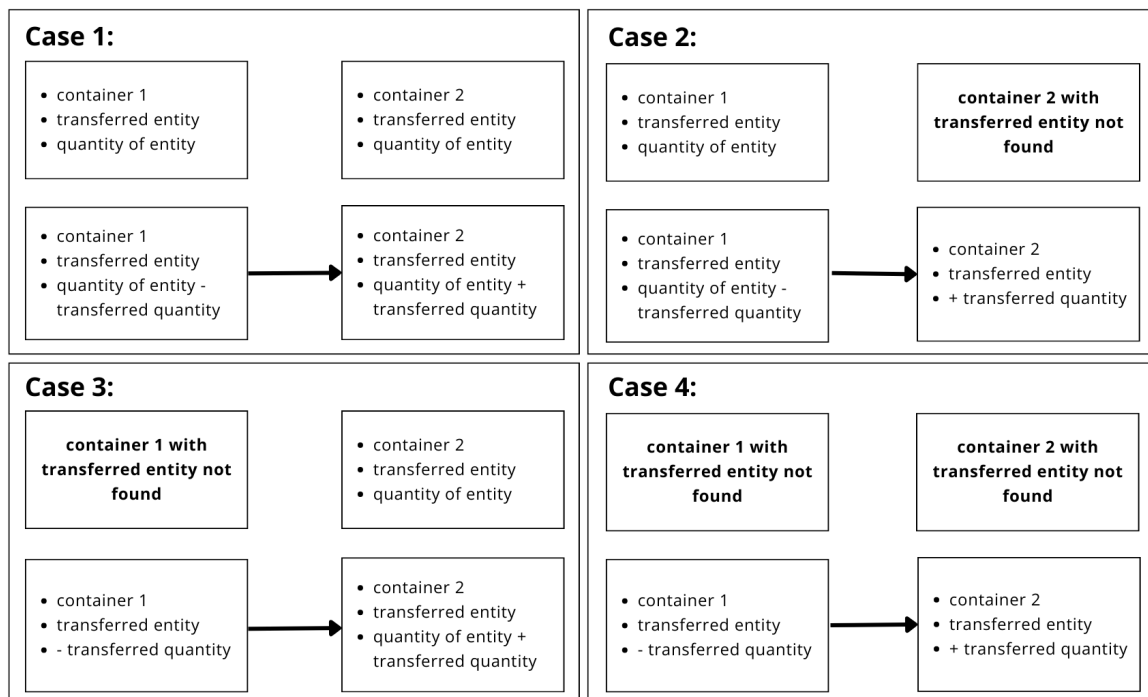 Case 1:
• container 1
• transferred entity
• quantity of entity
• container 2
• transferred entity
• quantity of entity
• container 1
• transferred entity
• quantity of entity -
transferred quantity
• container 2
• transferred entity
• quantity of entity +
transferred quantity
Case 2:
• container 1
• transferred entity
• quantity of entity
container 2 with
transferred entity not
found
• container 1
• transferred entity
• quantity of entity -
transferred quantity
• container 2
• transferred entity
• + transferred quantity
Case 3:
container 1 with
transferred entity not
found
• container 2
• transferred entity
• quantity of entity
• container 1
• transferred entity
• - transferred quantity
• container 2
• transferred entity
• quantity of entity +
transferred quantity
Case 4:
container 1 with
transferred entity not
found
container 2 with
transferred entity not
found
• container 1
• transferred entity
• - transferred quantity
• container 2
• transferred entity
• + transferred quantity